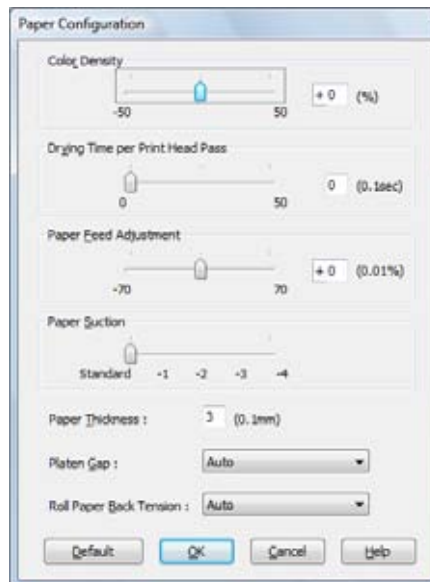 Paper Configuration
Color Density
-50 50 + 0 (%)
Drying Time per Print Head Pass
0 50 0 (0.1sec)
Paper Feed Adjustment
-70 70 + 0 (0.01%)
Paper Suction
Standard -1 -2 -3 -4
Paper Thickness : 3 (0.1mm)
Platen Gap : Auto
Roll Paper Back Tension : Auto
Default OK Cancel Help